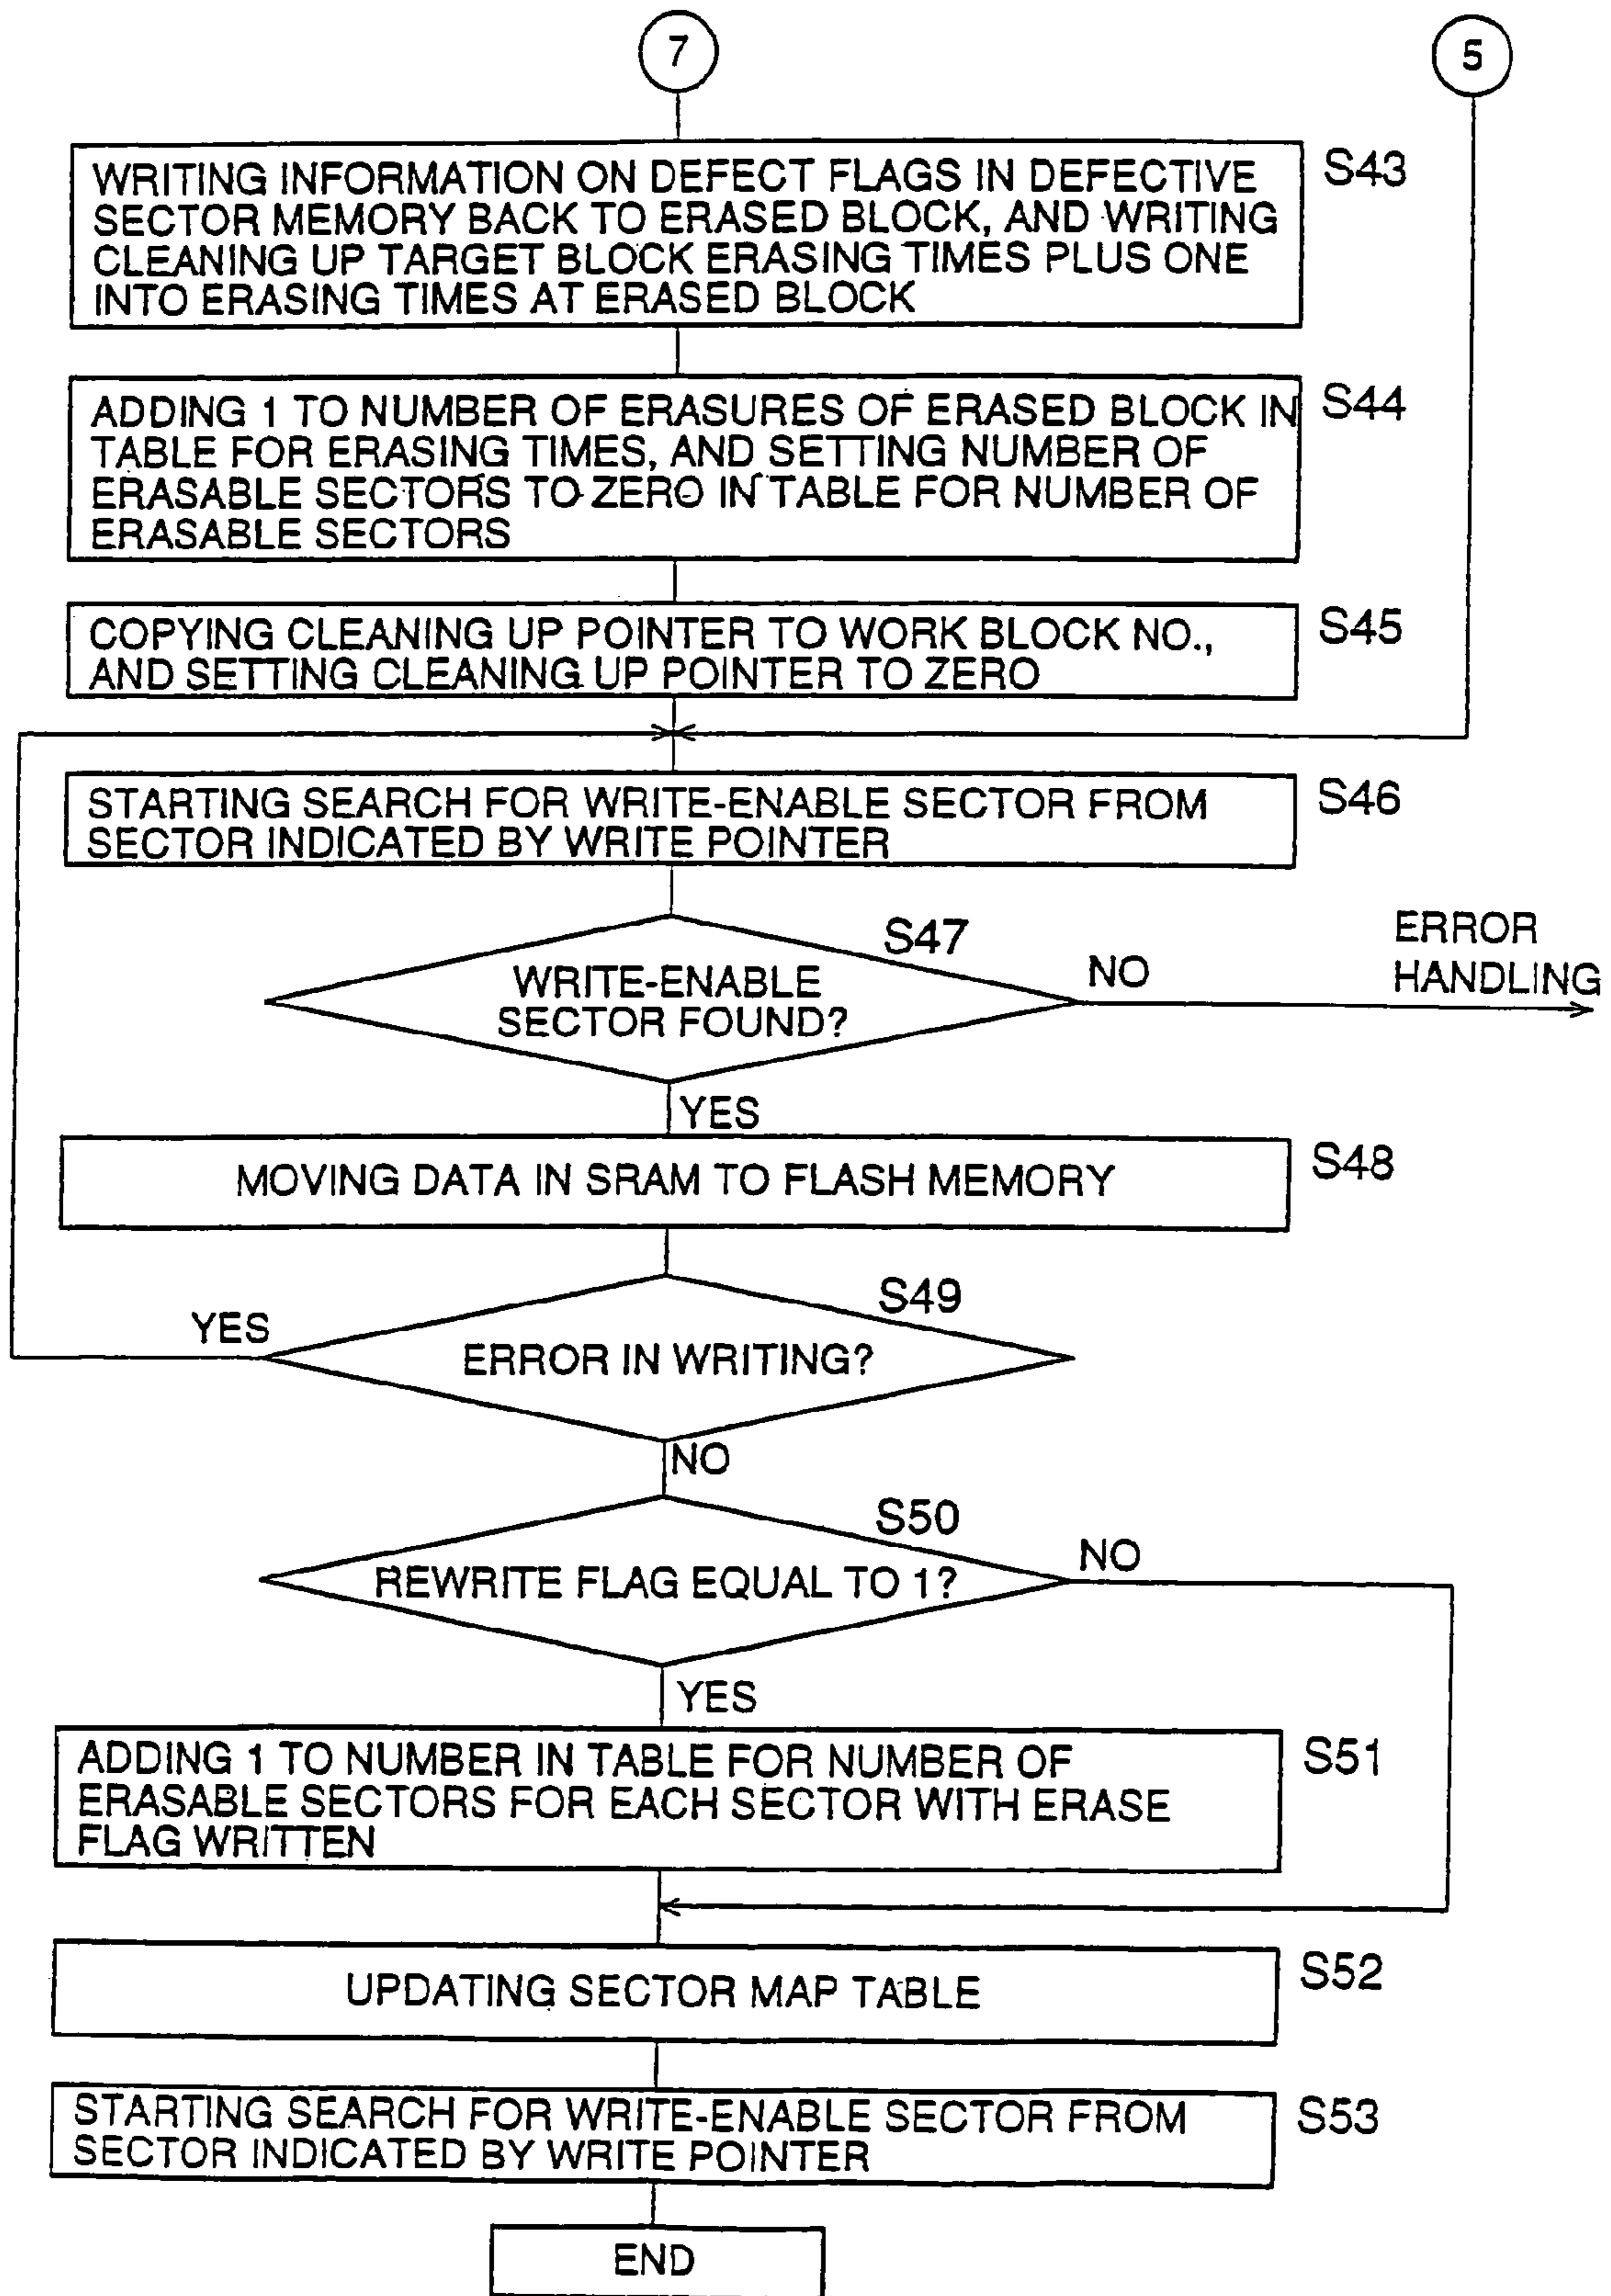 7
5
WRITING INFORMATION ON DEFECT FLAGS IN DEFECTIVE
SECTOR MEMORY BACK TO ERASED BLOCK, AND WRITING
CLEANING UP TARGET BLOCK ERASING TIMES PLUS ONE
INTO ERASING TIMES AT ERASED BLOCK
S43
ADDING 1 TO NUMBER OF ERASURES OF ERASED BLOCK IN
TABLE FOR ERASING TIMES, AND SETTING NUMBER OF
ERASABLE SECTORS TO ZERO IN TABLE FOR NUMBER OF
ERASABLE SECTORS
S44
COPYING CLEANING UP POINTER TO WORK BLOCK NO.,
AND SETTING CLEANING UP POINTER TO ZERO
S45
STARTING SEARCH FOR WRITE-ENABLE SECTOR FROM
SECTOR INDICATED BY WRITE POINTER
S46
S47
WRITE-ENABLE
SECTOR FOUND?
NO
ERROR
HANDLING
YES
MOVING DATA IN SRAM TO FLASH MEMORY
S48
S49
YES
ERROR IN WRITING?
NO
S50
REWRITE FLAG EQUAL TO 1?
NO
YES
ADDING 1 TO NUMBER IN TABLE FOR NUMBER OF
ERASABLE SECTORS FOR EACH SECTOR WITH ERASE
FLAG WRITTEN
S51
UPDATING SECTOR MAP TABLE
S52
STARTING SEARCH FOR WRITE-ENABLE SECTOR FROM
SECTOR INDICATED BY WRITE POINTER
S53
END